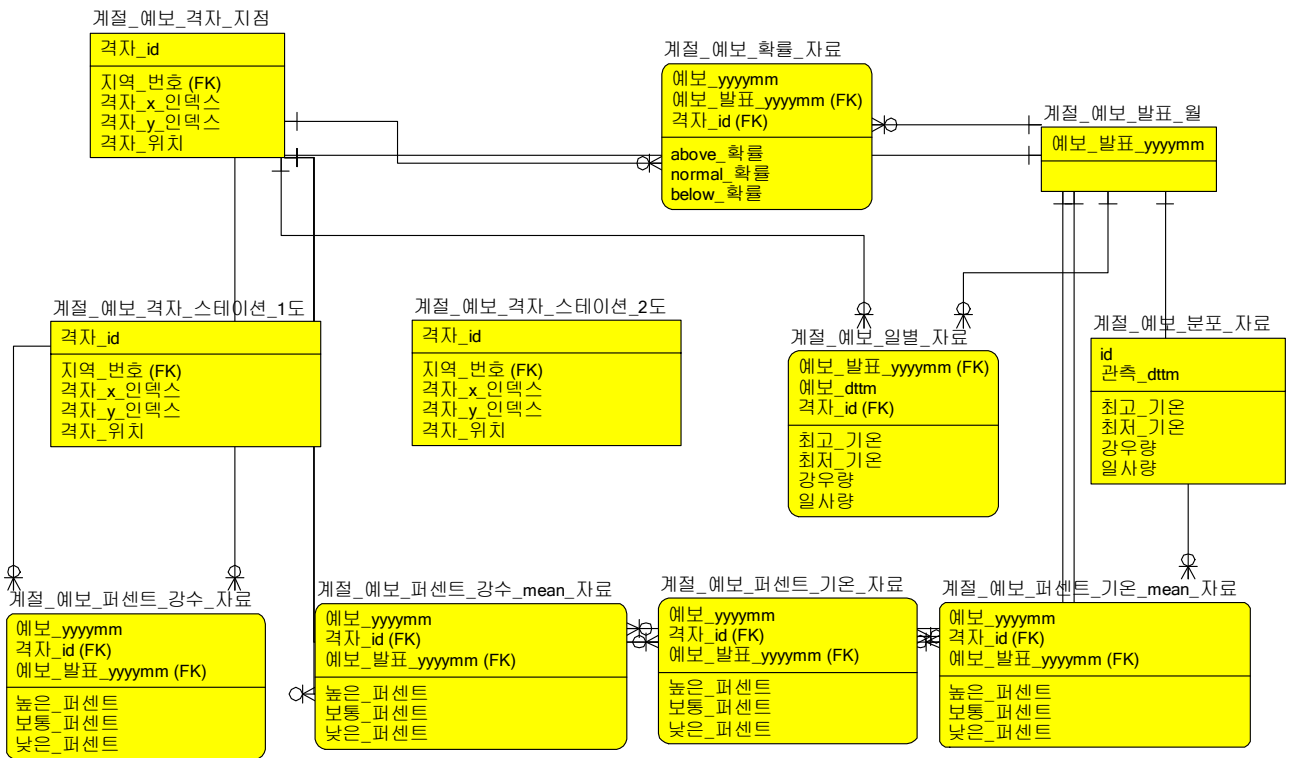 계절_예보_격자_지점
격자_id
지역_번호 (FK)
격자_x_인덱스
격자_y_인덱스
격자_위치
계절_예보_확률_자료
예보_yyyymm
예보_발표_yyyymm (FK)
격자_id (FK)
above_확률
normal_확률
below_확률
계절_예보_발표_월
예보_발표_yyyymm
계절_예보_격자_스테이션_1도
격자_id
지역_번호 (FK)
격자_x_인덱스
격자_y_인덱스
격자_위치
계절_예보_격자_스테이션_2도
격자_id
지역_번호 (FK)
격자_x_인덱스
격자_y_인덱스
격자_위치
계절_예보_일별_자료
예보_발표_yyyymm (FK)
예보_dttm
격자_id (FK)
최고_기온
최저_기온
강우량
일사량
계절_예보_분포_자료
id
관측_dttm
최고_기온
최저_기온
강우량
일사량
계절_예보_퍼센트_강수_자료
예보_yyyymm
격자_id (FK)
예보_발표_yyyymm (FK)
높은_퍼센트
보통_퍼센트
낮은_퍼센트
계절_예보_퍼센트_강수_mean_자료
예보_yyyymm
격자_id (FK)
예보_발표_yyyymm (FK)
높은_퍼센트
보통_퍼센트
낮은_퍼센트
계절_예보_퍼센트_기온_자료
예보_yyyymm
격자_id (FK)
예보_발표_yyyymm (FK)
높은_퍼센트
보통_퍼센트
낮은_퍼센트
계절_예보_퍼센트_기온_mean_자료
예보_yyyymm
격자_id (FK)
예보_발표_yyyymm (FK)
높은_퍼센트
보통_퍼센트
낮은_퍼센트